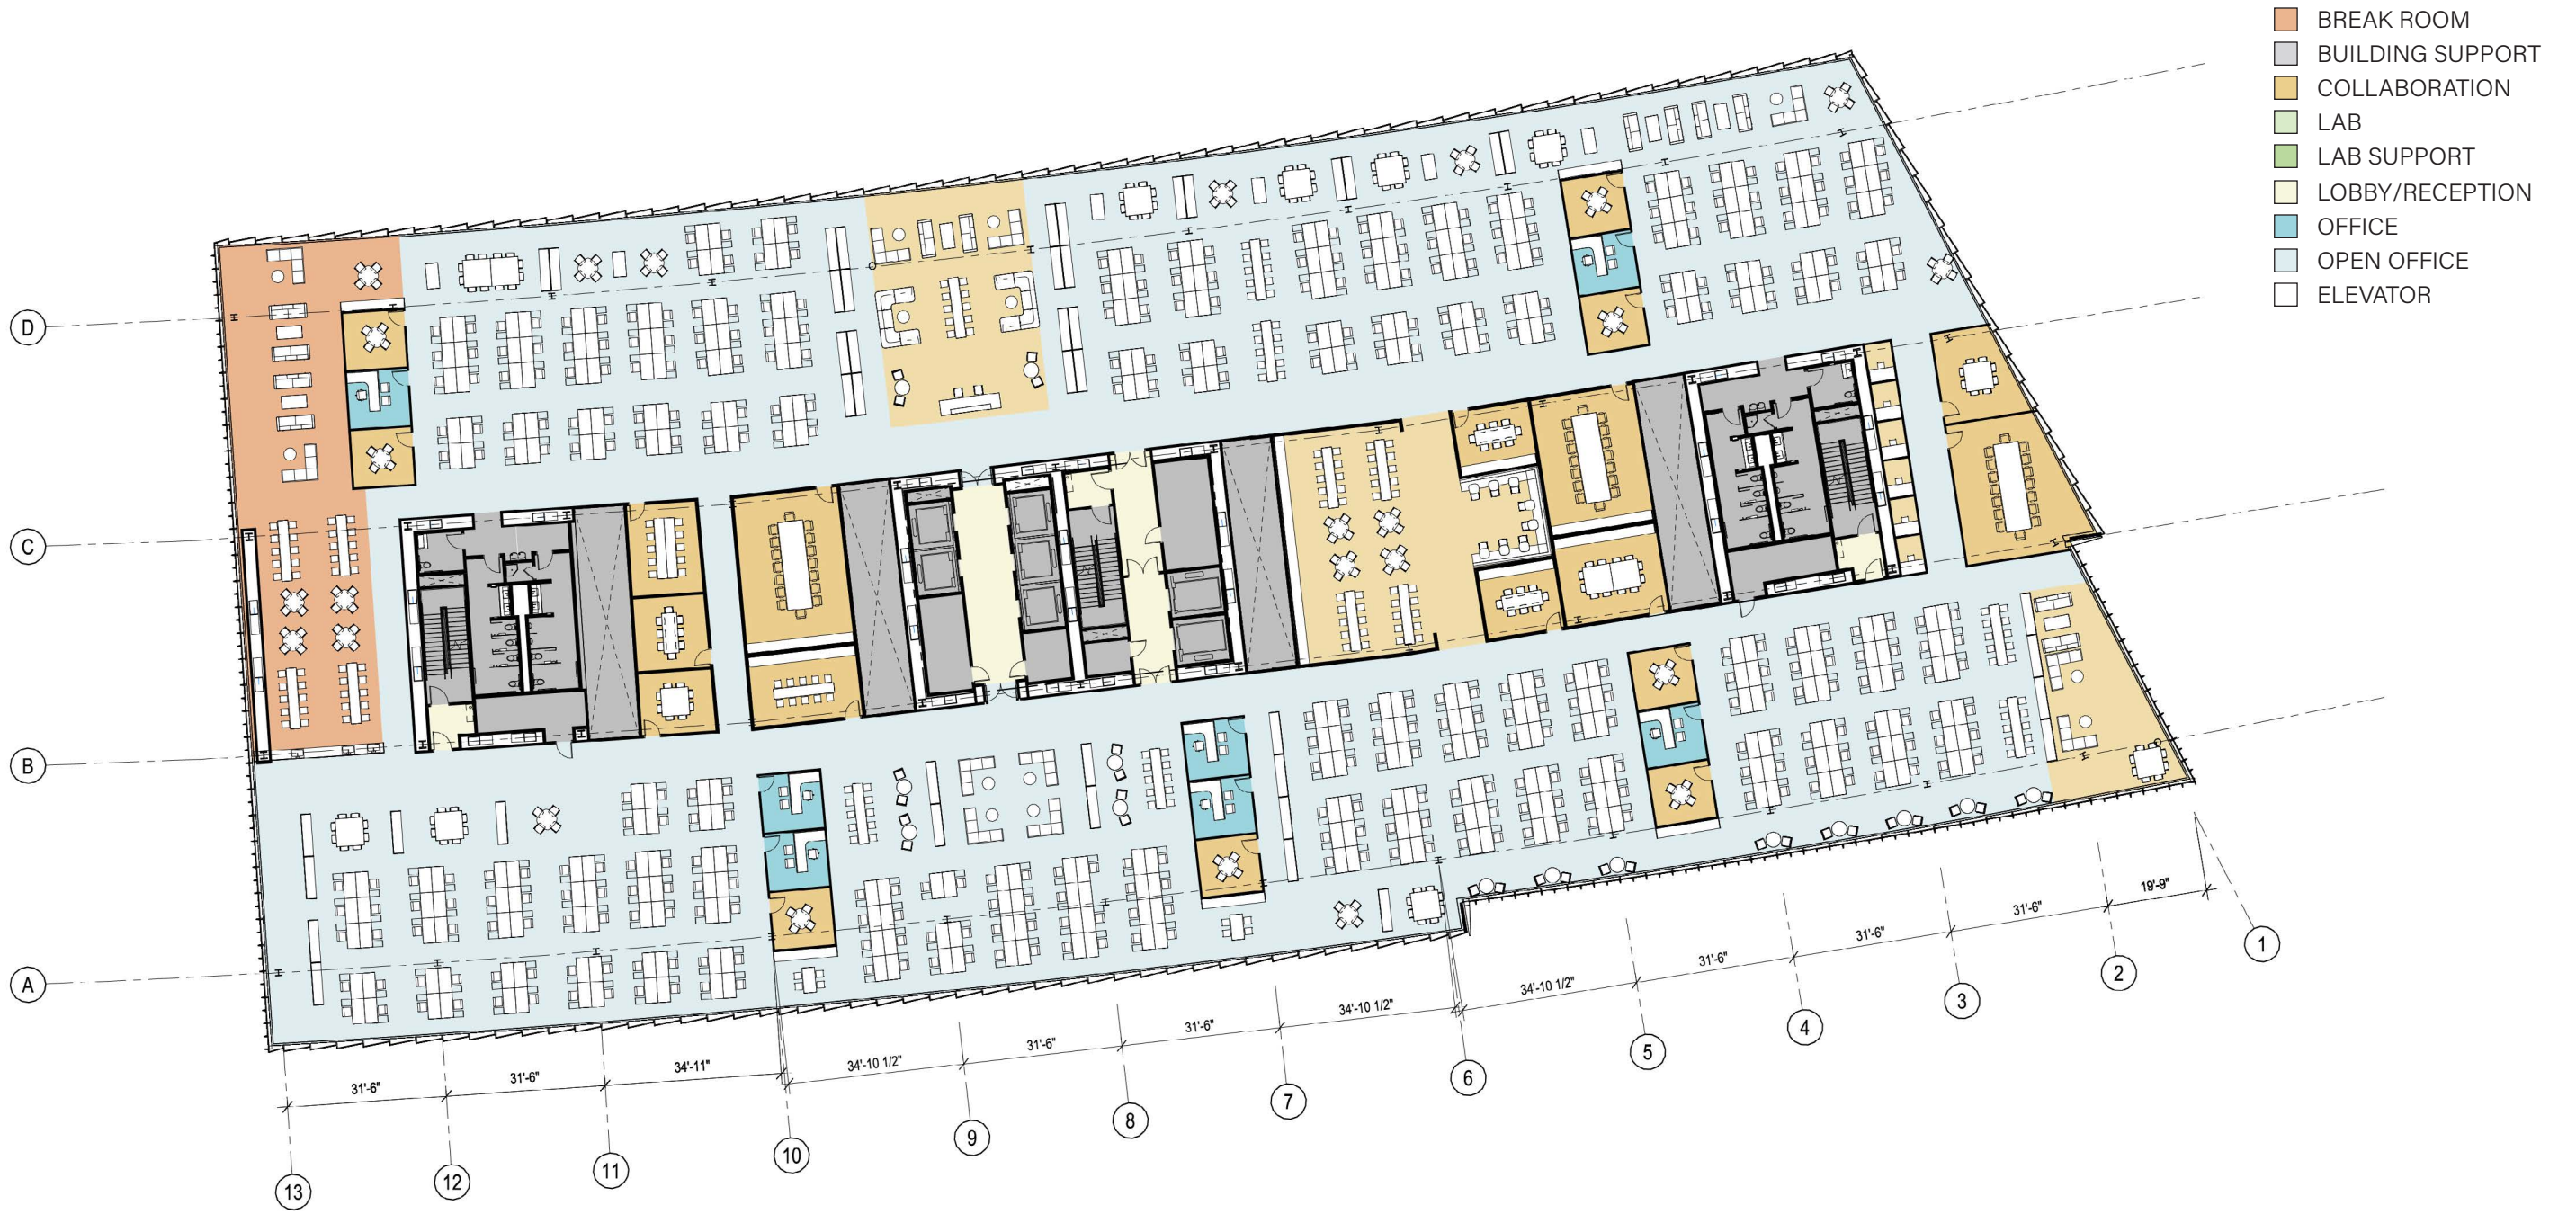 BREAK ROOM
BUILDING SUPPORT
COLLABORATION
LAB
LAB SUPPORT
LOBBY/RECEPTION
OFFICE
OPEN OFFICE
ELEVATOR
D
C
B
A
19'-9"
31'-6"
31'-6"
31'-6"
34'-10 1/2"
34'-10 1/2"
31'-6"
31'-6"
34'-10 1/2"
34'-11"
31'-6"
31'-6"
1
2
3
4
5
6
7
8
9
10
11
12
13